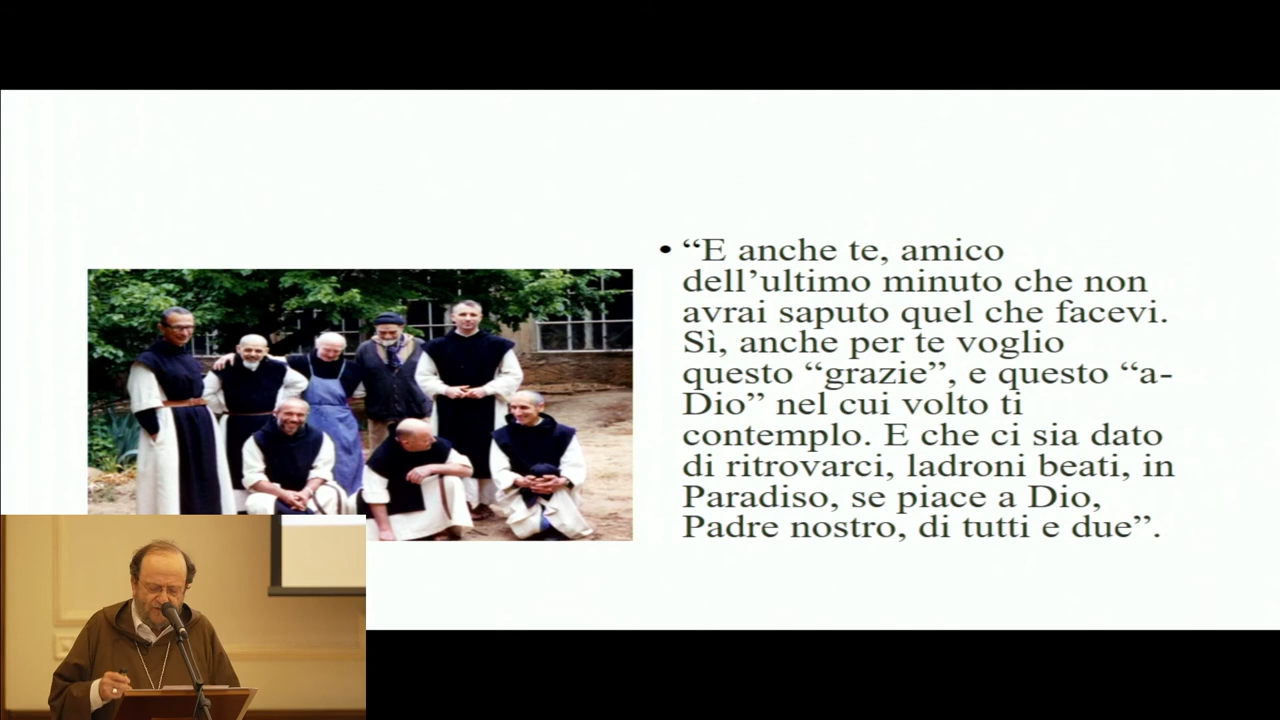 • “E anche te, amico
dell’ultimo minuto che non
avrai saputo quel che facevi.
Sì, anche per te voglio
questo “grazie”, e questo “a-
Dio” nel cui volto ti
contemplo. E che ci sia dato
di ritrovarci, ladroni beati, in
Paradiso, se piace a Dio,
Padre nostro, di tutti e due”.